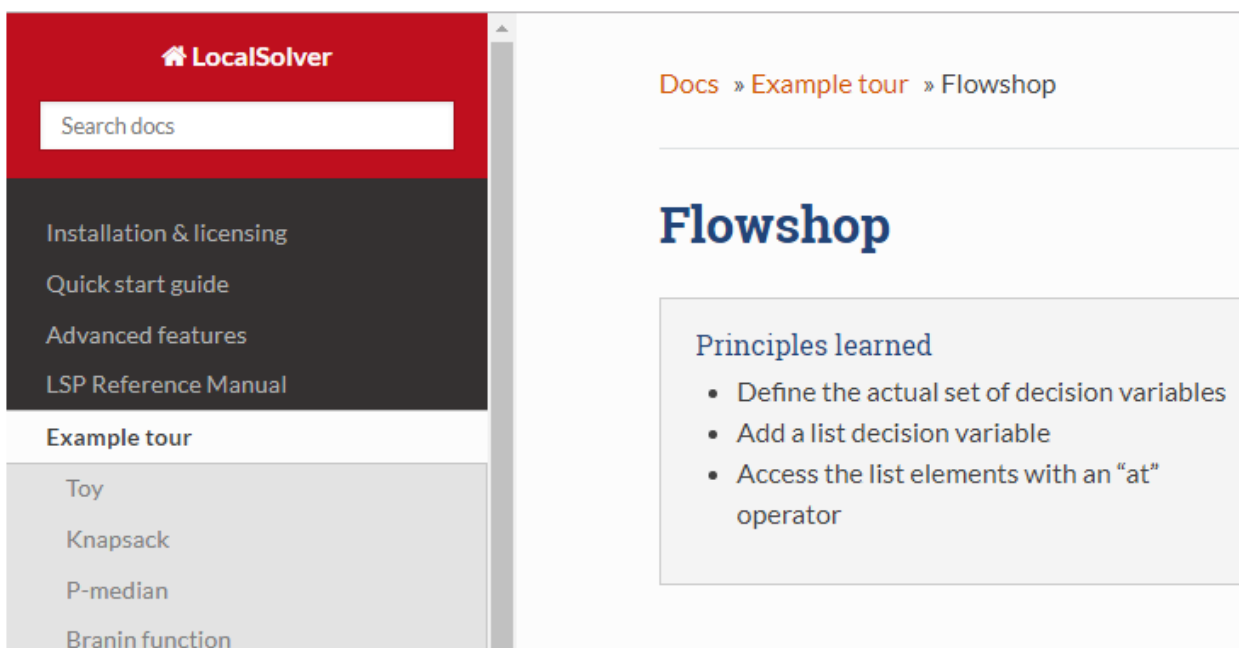 LocalSolver
Search docs
Installation & licensing
Quick start guide
Advanced features
LSP Reference Manual
Example tour
Toy
Knapsack
P-median
Branin function
Docs » Example tour » Flowshop
Flowshop
Principles learned
• Define the actual set of decision variables
• Add a list decision variable
• Access the list elements with an “at”
operator